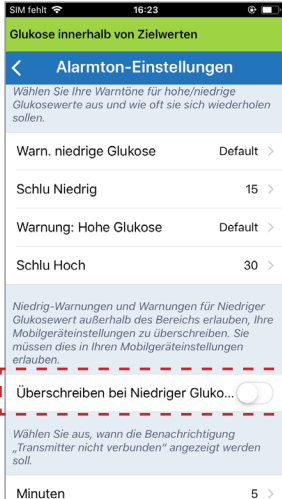 SIM fehlt 16:23
Glukose innerhalb von Zielwerten
Alarmton-Einstellungen
Wählen Sie Ihre Warntöne für hohe/niedrige
Glukosewerte aus und wie oft sie sich wiederholen
sollen.
Warn. niedrige Glukose Default
Schlu Niedrig 15
Warnung: Hohe Glukose Default
Schlu Hoch 30
Niedrig-Warnungen und Warnungen für Niedriger
Glukosewert außerhalb des Bereichs erlauben, Ihre
Mobilgeräteinstellungen zu überschreiben. Sie
müssen dies in Ihren Mobilgeräteinstellungen
erlauben.
Überschreiben bei Niedriger Gluko...
Wählen Sie aus, wann die Benachrichtigung
„Transmitter nicht verbunden" angezeigt werden
soll.
Minuten 5